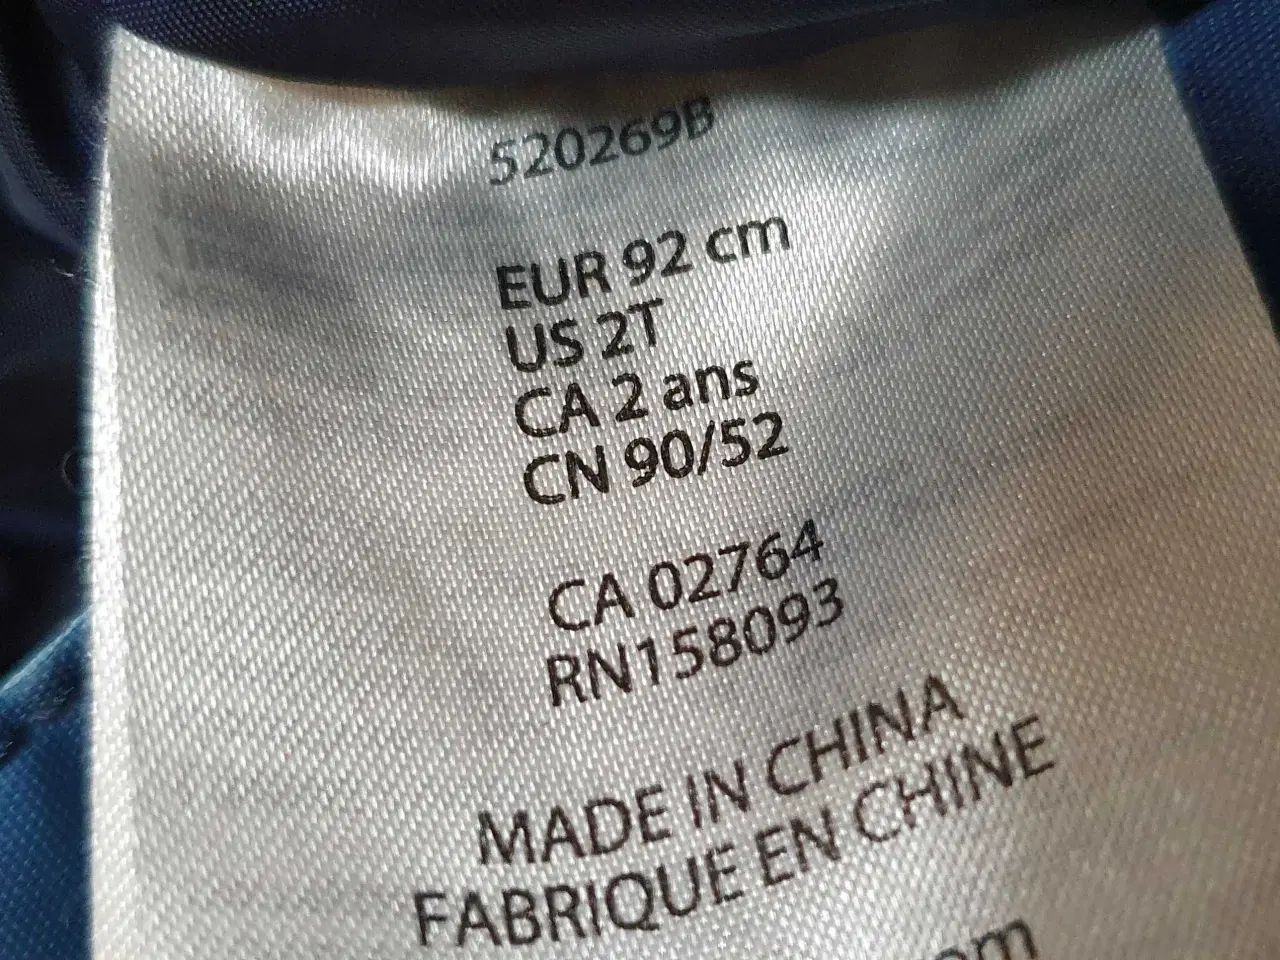 520269B
EUR 92 cm
US 2T
CA 2 ans
CN 90/52
CA 02764
RN158093
MADE IN CHINA
FABRIQUE EN CHINE